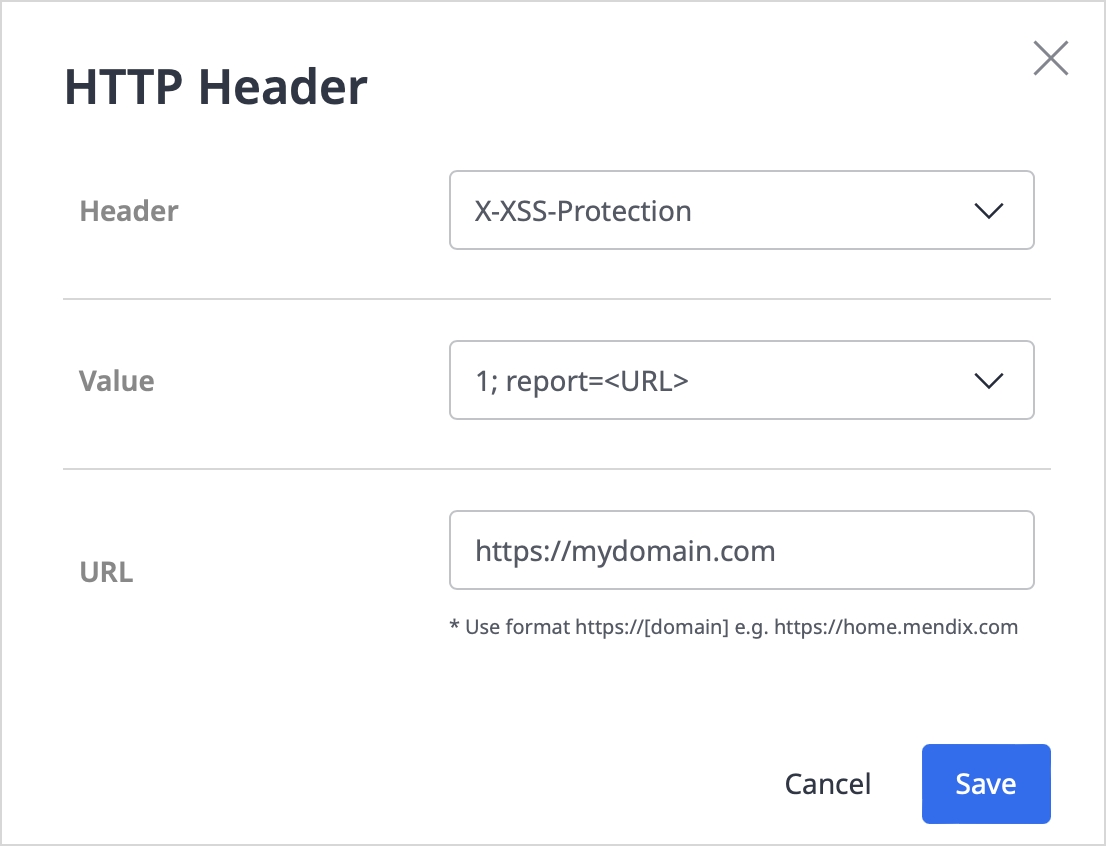 HTTP Header
Header
X-XSS-Protection
Value
1; report=<URL>
URL
https://mydomain.com
* Use format https://[domain] e.g. https://home.mendix.com
Cancel
Save